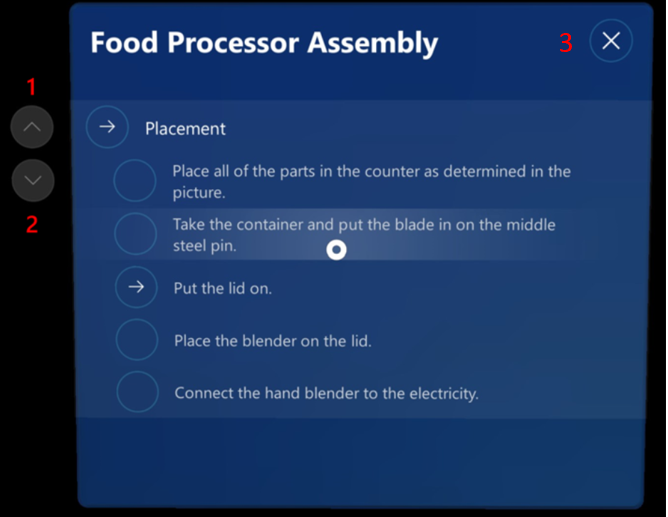 Food Processor Assembly
3
1
Placement
Place all of the parts in the counter as determined in the
picture.
2
Take the container and put the blade in on the middle
steel pin.
Put the lid on.
Place the blender on the lid.
Connect the hand blender to the electricity.